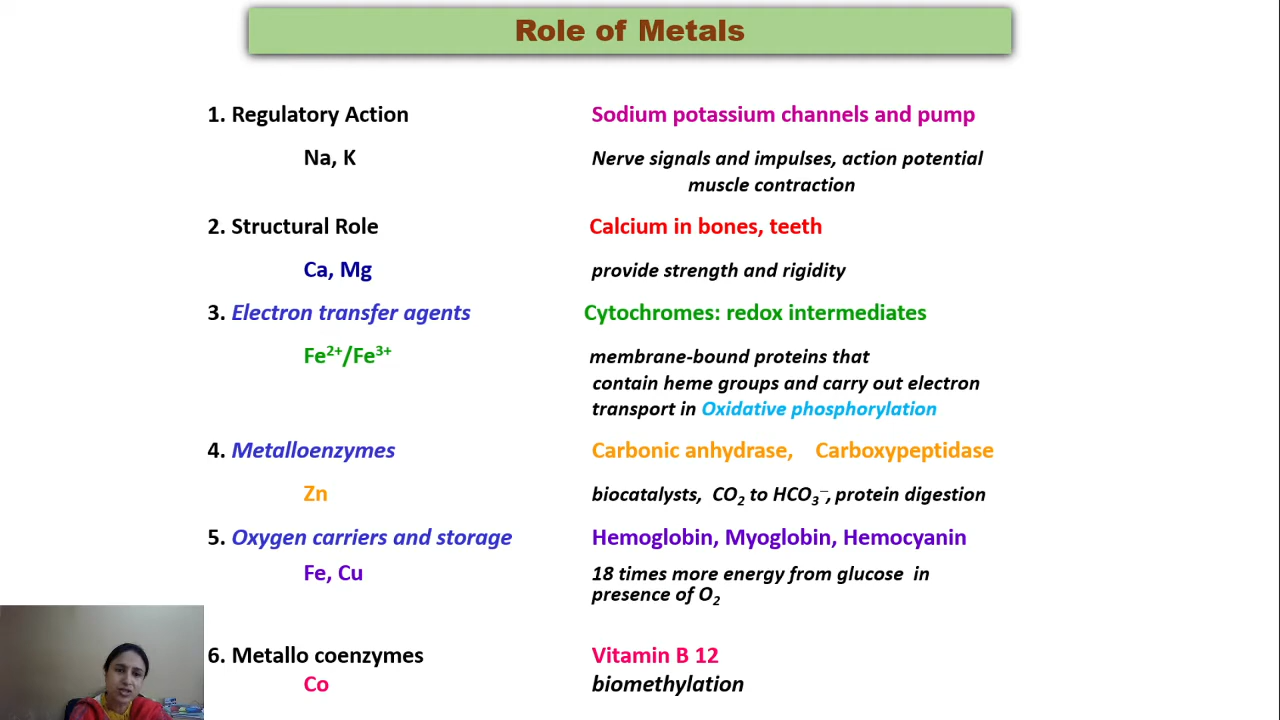 Role of Metals
1. Regulatory Action Sodium potassium channels and pump
Na, K Nerve signals and impulses, action potential
muscle contraction
2. Structural Role Calcium in bones, teeth
Ca, Mg provide strength and rigidity
3. Electron transfer agents Cytochromes: redox intermediates
Fe²⁺/Fe³⁺ membrane-bound proteins that
contain heme groups and carry out electron
transport in Oxidative phosphorylation
4. Metalloenzymes Carbonic anhydrase, Carboxypeptidase
Zn biocatalysts, CO₂ to HCO₃⁻, protein digestion
5. Oxygen carriers and storage Hemoglobin, Myoglobin, Hemocyanin
Fe, Cu 18 times more energy from glucose in
presence of O₂
6. Metallo coenzymes Vitamin B 12
Co biomethylation